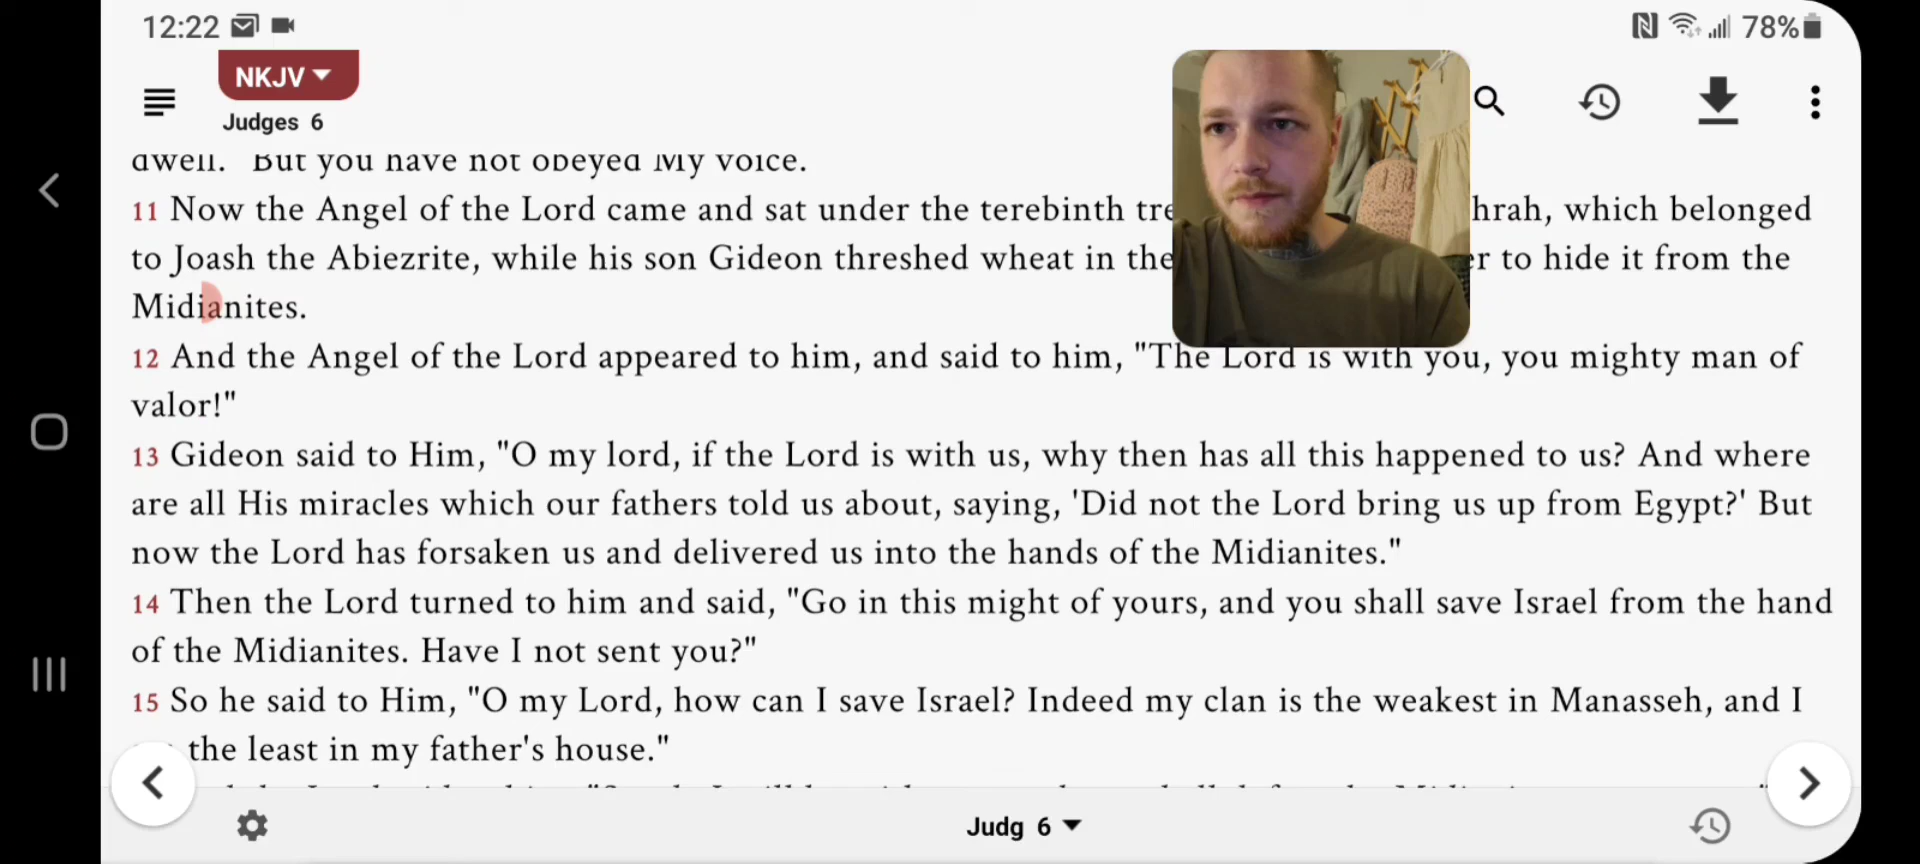 12:22 78%
NKJV
Judges 6
dwell." But you have not obeyed My voice.
11 Now the Angel of the Lord came and sat under the terebinth tre hrah, which belonged
to Joash the Abiezrite, while his son Gideon threshed wheat in the er to hide it from the
Midianites.
12 And the Angel of the Lord appeared to him, and said to him, "The Lord is with you, you mighty man of
valor!"
13 Gideon said to Him, "O my lord, if the Lord is with us, why then has all this happened to us? And where
are all His miracles which our fathers told us about, saying, 'Did not the Lord bring us up from Egypt?' But
now the Lord has forsaken us and delivered us into the hands of the Midianites."
14 Then the Lord turned to him and said, "Go in this might of yours, and you shall save Israel from the hand
of the Midianites. Have I not sent you?"
15 So he said to Him, "O my Lord, how can I save Israel? Indeed my clan is the weakest in Manasseh, and I
the least in my father's house."
Judg 6